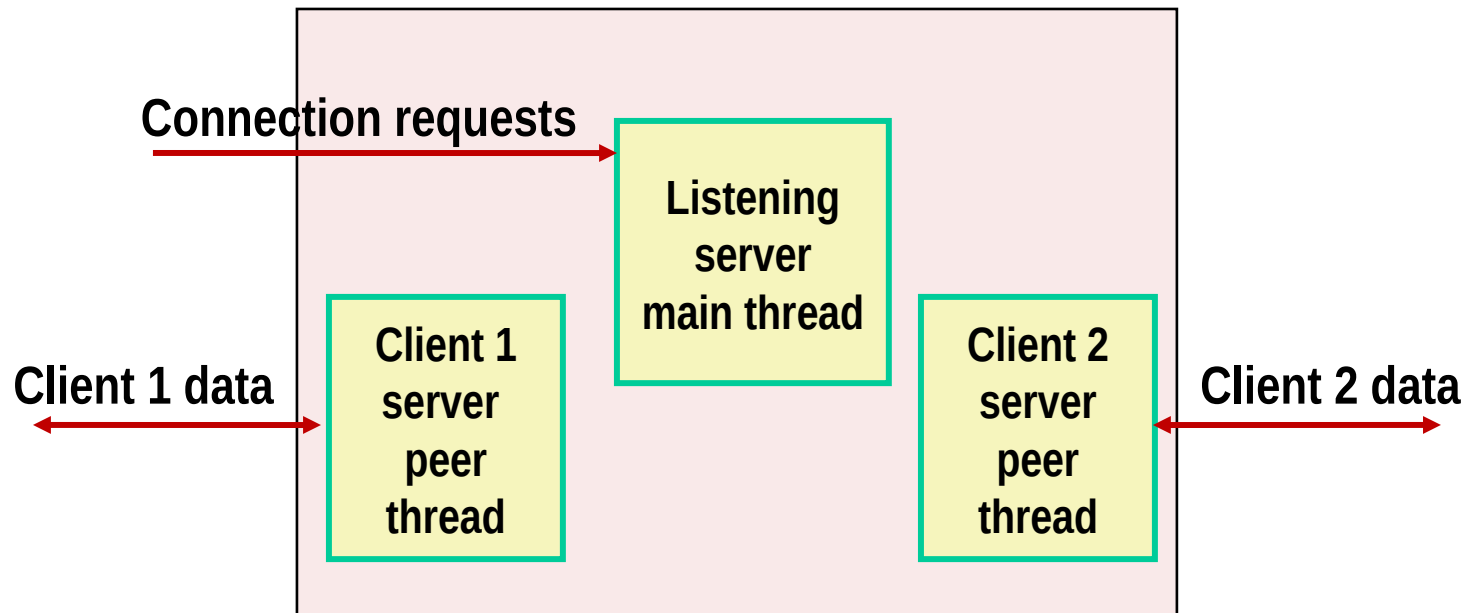 Connection requests
Listening
server
main thread
Client 1
server
peer
thread
Client 2
server
peer
thread
Client 1 data
Client 2 data